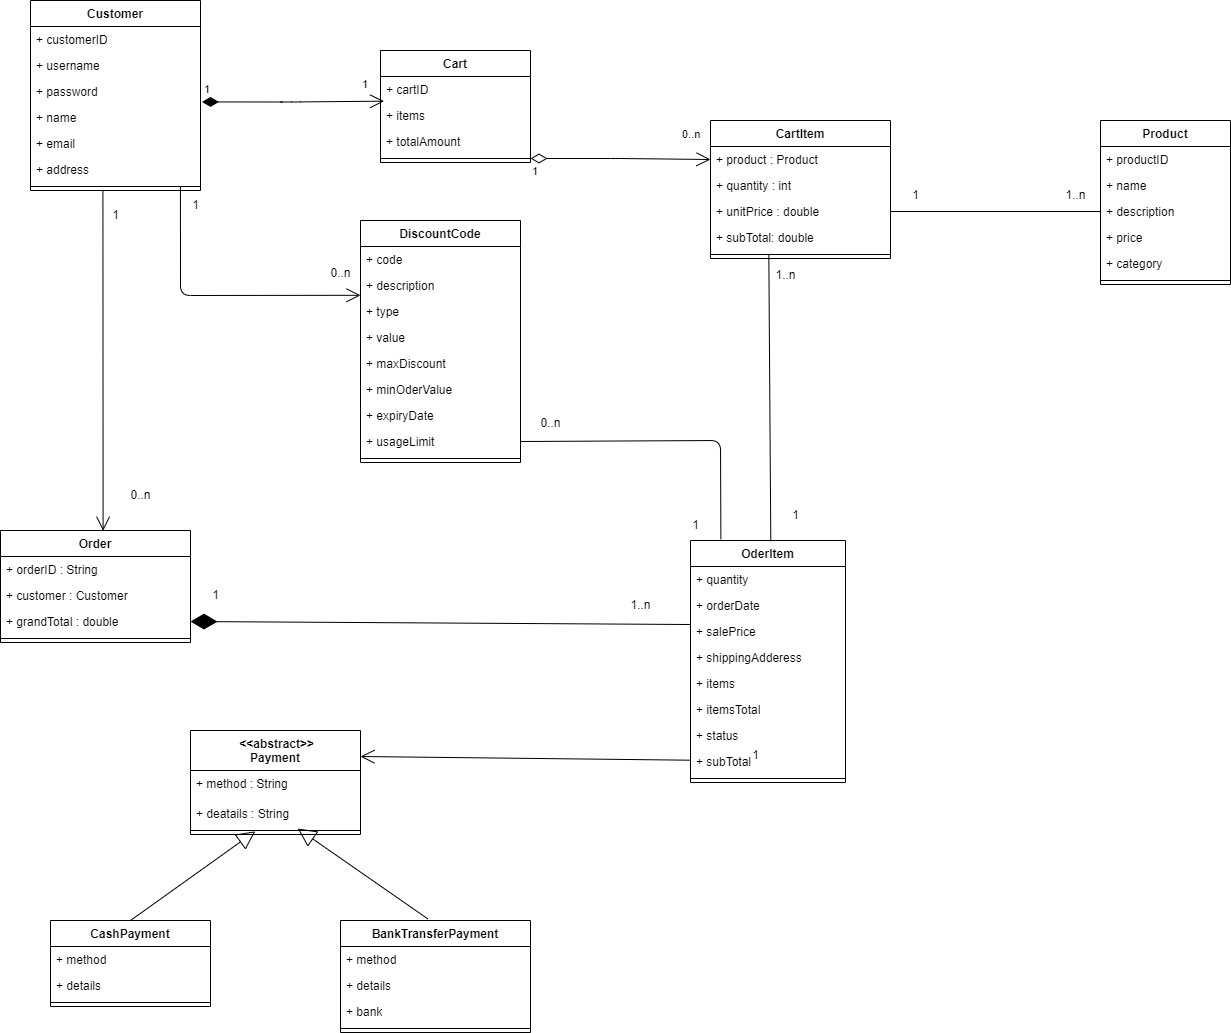 Customer
+ customerID
+ username
+ password
+ name
+ email
+ address
1
1
Cart
+ cartID
+ items
+ totalAmount
1
0..n
CartItem
+ product : Product
+ quantity : int
+ unitPrice : double
+ subTotal: double
1
1..n
Product
+ productID
+ name
+ description
+ price
+ category
1
1
0..n
DiscountCode
+ code
+ description
+ type
+ value
+ maxDiscount
+ minOderValue
+ expiryDate
+ usageLimit
0..n
1
1..n
1
0..n
Order
+ orderID : String
+ customer : Customer
+ grandTotal : double
1
1..n
OderItem
+ quantity
+ orderDate
+ salePrice
+ shippingAdderess
+ items
+ itemsTotal
+ status
+ subTotal
1
<<abstract>>
Payment
+ method : String
+ deatails : String
CashPayment
+ method
+ details
BankTransferPayment
+ method
+ details
+ bank